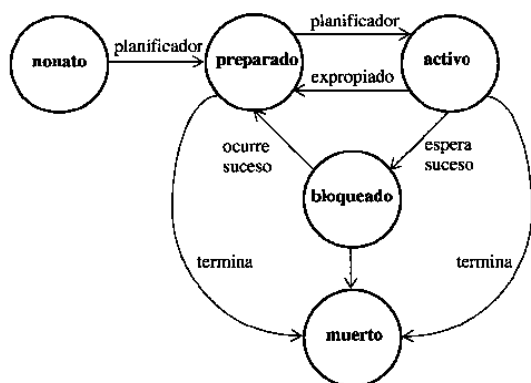 planificador
planificador
nonato
preparado
activo
expropiado
ocurre
suceso
espera
suceso
bloqueado
termina
termina
muerto